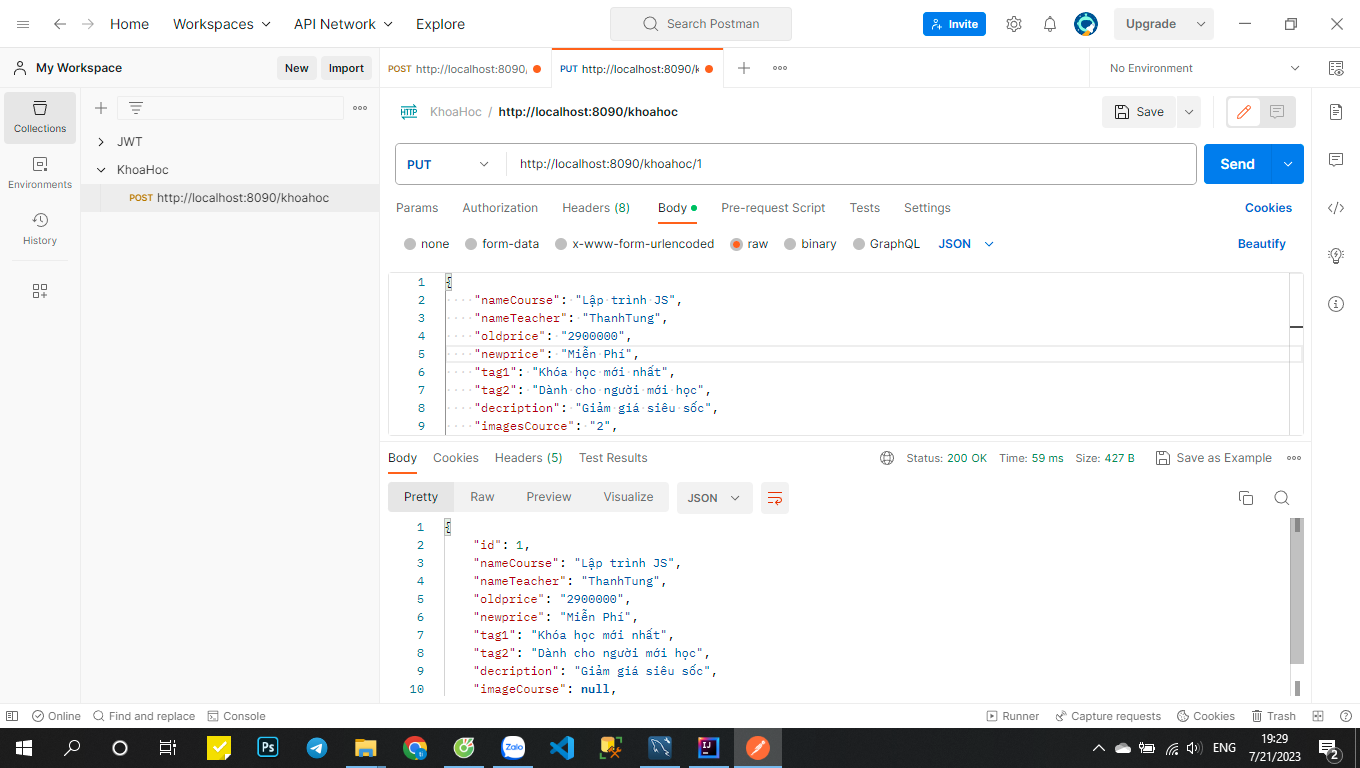 Home
Workspaces
API Network
Explore
Search Postman
Invite
Upgrade
My Workspace
New
Import
POST http://localhost:8090/
PUT http://localhost:8090/k
No Environment
Collections
Environments
History
JWT
KhoaHoc
POST http://localhost:8090/khoahoc
HTTP
KhoaHoc / http://localhost:8090/khoahoc
Save
PUT
http://localhost:8090/khoahoc/1
Send
Params
Authorization
Headers (8)
Body
Pre-request Script
Tests
Settings
Cookies
none
form-data
x-www-form-urlencoded
raw
binary
GraphQL
JSON
Beautify
1 {
2 "nameCourse": "Lập trình JS",
3 "nameTeacher": "ThanhTung",
4 "oldprice": "2900000",
5 "newprice": "Miễn Phí",
6 "tag1": "Khóa học mới nhất",
7 "tag2": "Dành cho người mới học",
8 "decription": "Giảm giá siêu sốc",
9 "imagesCource": "2",
Body
Cookies
Headers (5)
Test Results
Status: 200 OK
Time: 59 ms
Size: 427 B
Save as Example
Pretty
Raw
Preview
Visualize
JSON
1 {
2 "id": 1,
3 "nameCourse": "Lập trình JS",
4 "nameTeacher": "ThanhTung",
5 "oldprice": "2900000",
6 "newprice": "Miễn Phí",
7 "tag1": "Khóa học mới nhất",
8 "tag2": "Dành cho người mới học",
9 "decription": "Giảm giá siêu sốc",
10 "imageCourse": null,
Online
Find and replace
Console
Runner
Capture requests
Cookies
Trash
Ps
Zalo
IJ
ENG
19:29
7/21/2023
2